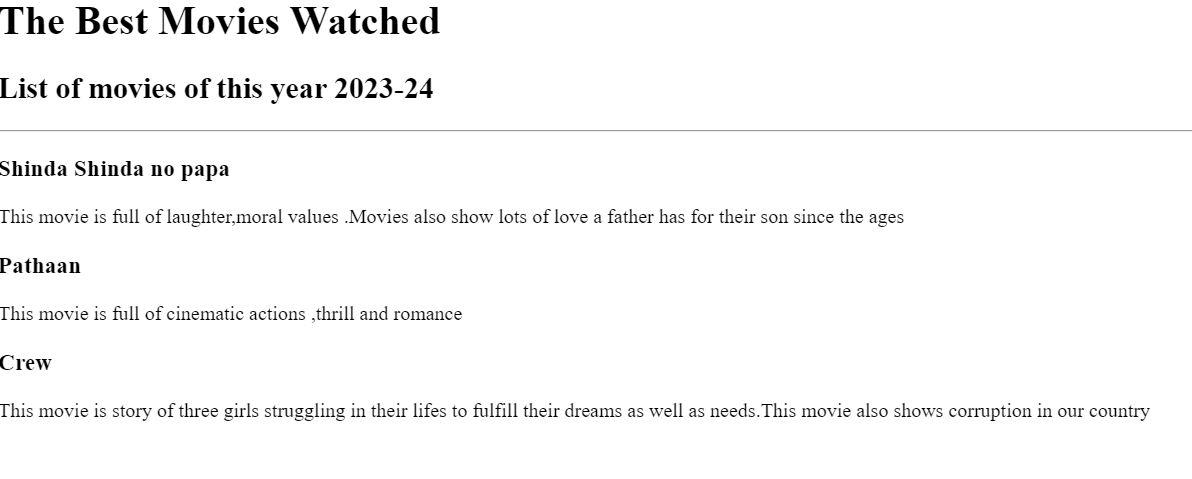 The Best Movies Watched
List of movies of this year 2023-24
Shinda Shinda no papa
This movie is full of laughter,moral values .Movies also show lots of love a father has for their son since the ages
Pathaan
This movie is full of cinematic actions ,thrill and romance
Crew
This movie is story of three girls struggling in their lifes to fulfill their dreams as well as needs.This movie also shows corruption in our country